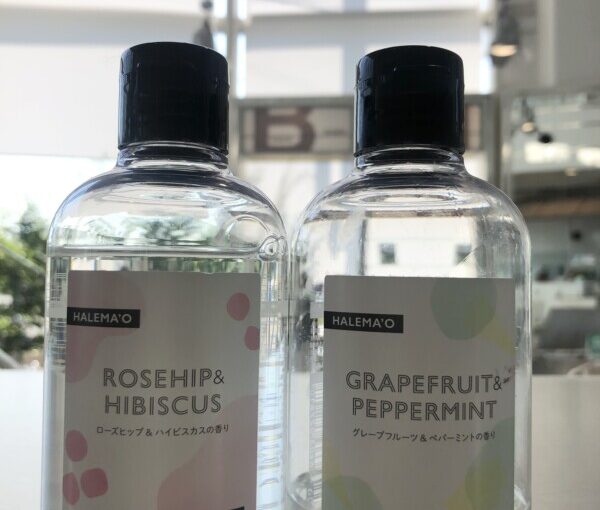 HALEMA'O
ROSEHIP&
HIBISCUS
ローズヒップ&ハイビスカスの香り
HALEMA'O
GRAPEFRUIT&
PEPPERMINT
グレープフルーツ&ペパーミントの香り